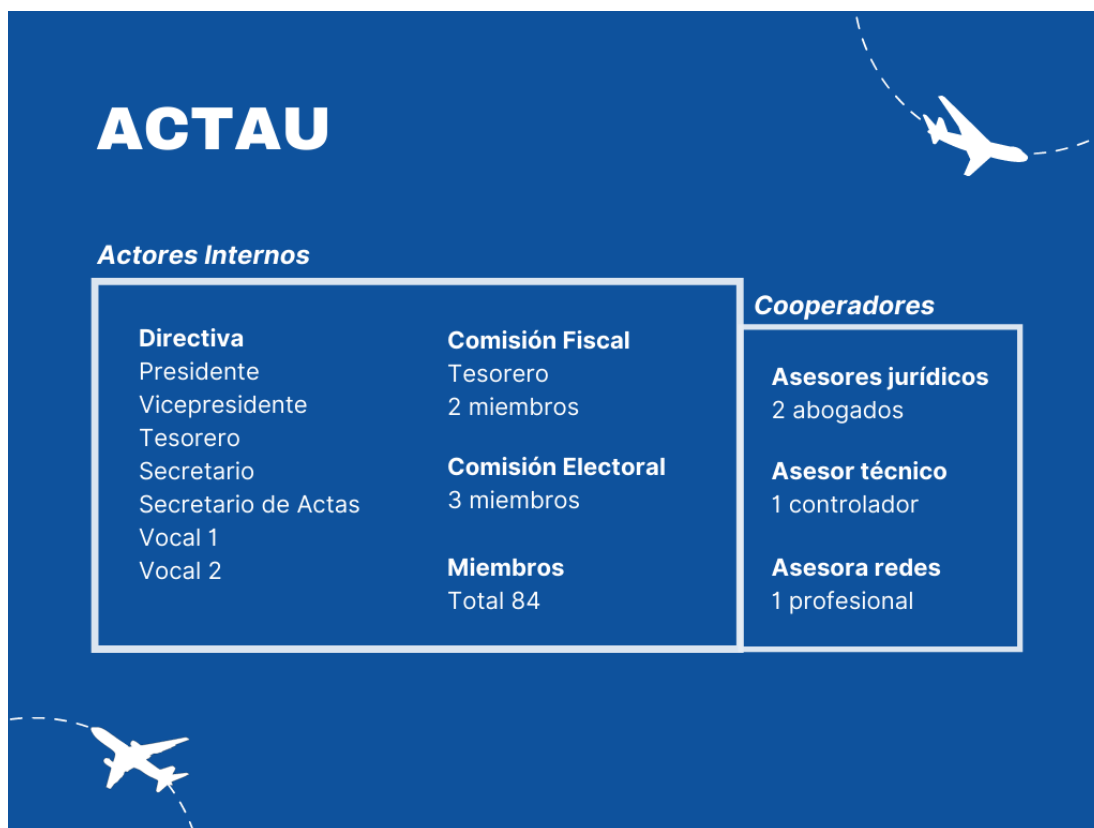 ACTAU
Actores Internos
Directiva
Presidente
Vicepresidente
Tesorero
Secretario
Secretario de Actas
Vocal 1
Vocal 2
Comisión Fiscal
Tesorero
2 miembros
Comisión Electoral
3 miembros
Miembros
Total 84
Cooperadores
Asesores jurídicos
2 abogados
Asesor técnico
1 controlador
Asesora redes
1 profesional